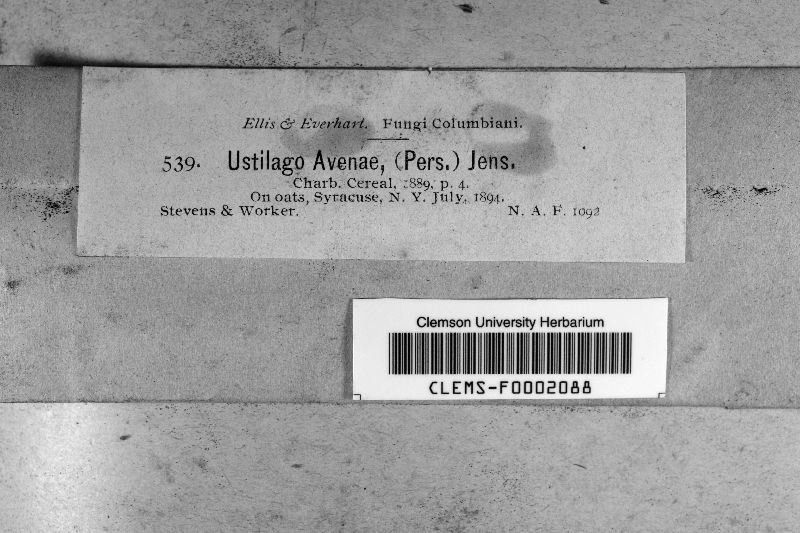 Ellis & Everhart. Fungi Columbiani.
539. Ustilago Avenae, (Pers.) Jens.
Charb. Cereal, 1889, p. 4.
On oats, Syracuse, N. Y. July, 1894.
Stevens & Worker. N. A. F. 1092
Clemson University Herbarium
CLEMS-F0002088